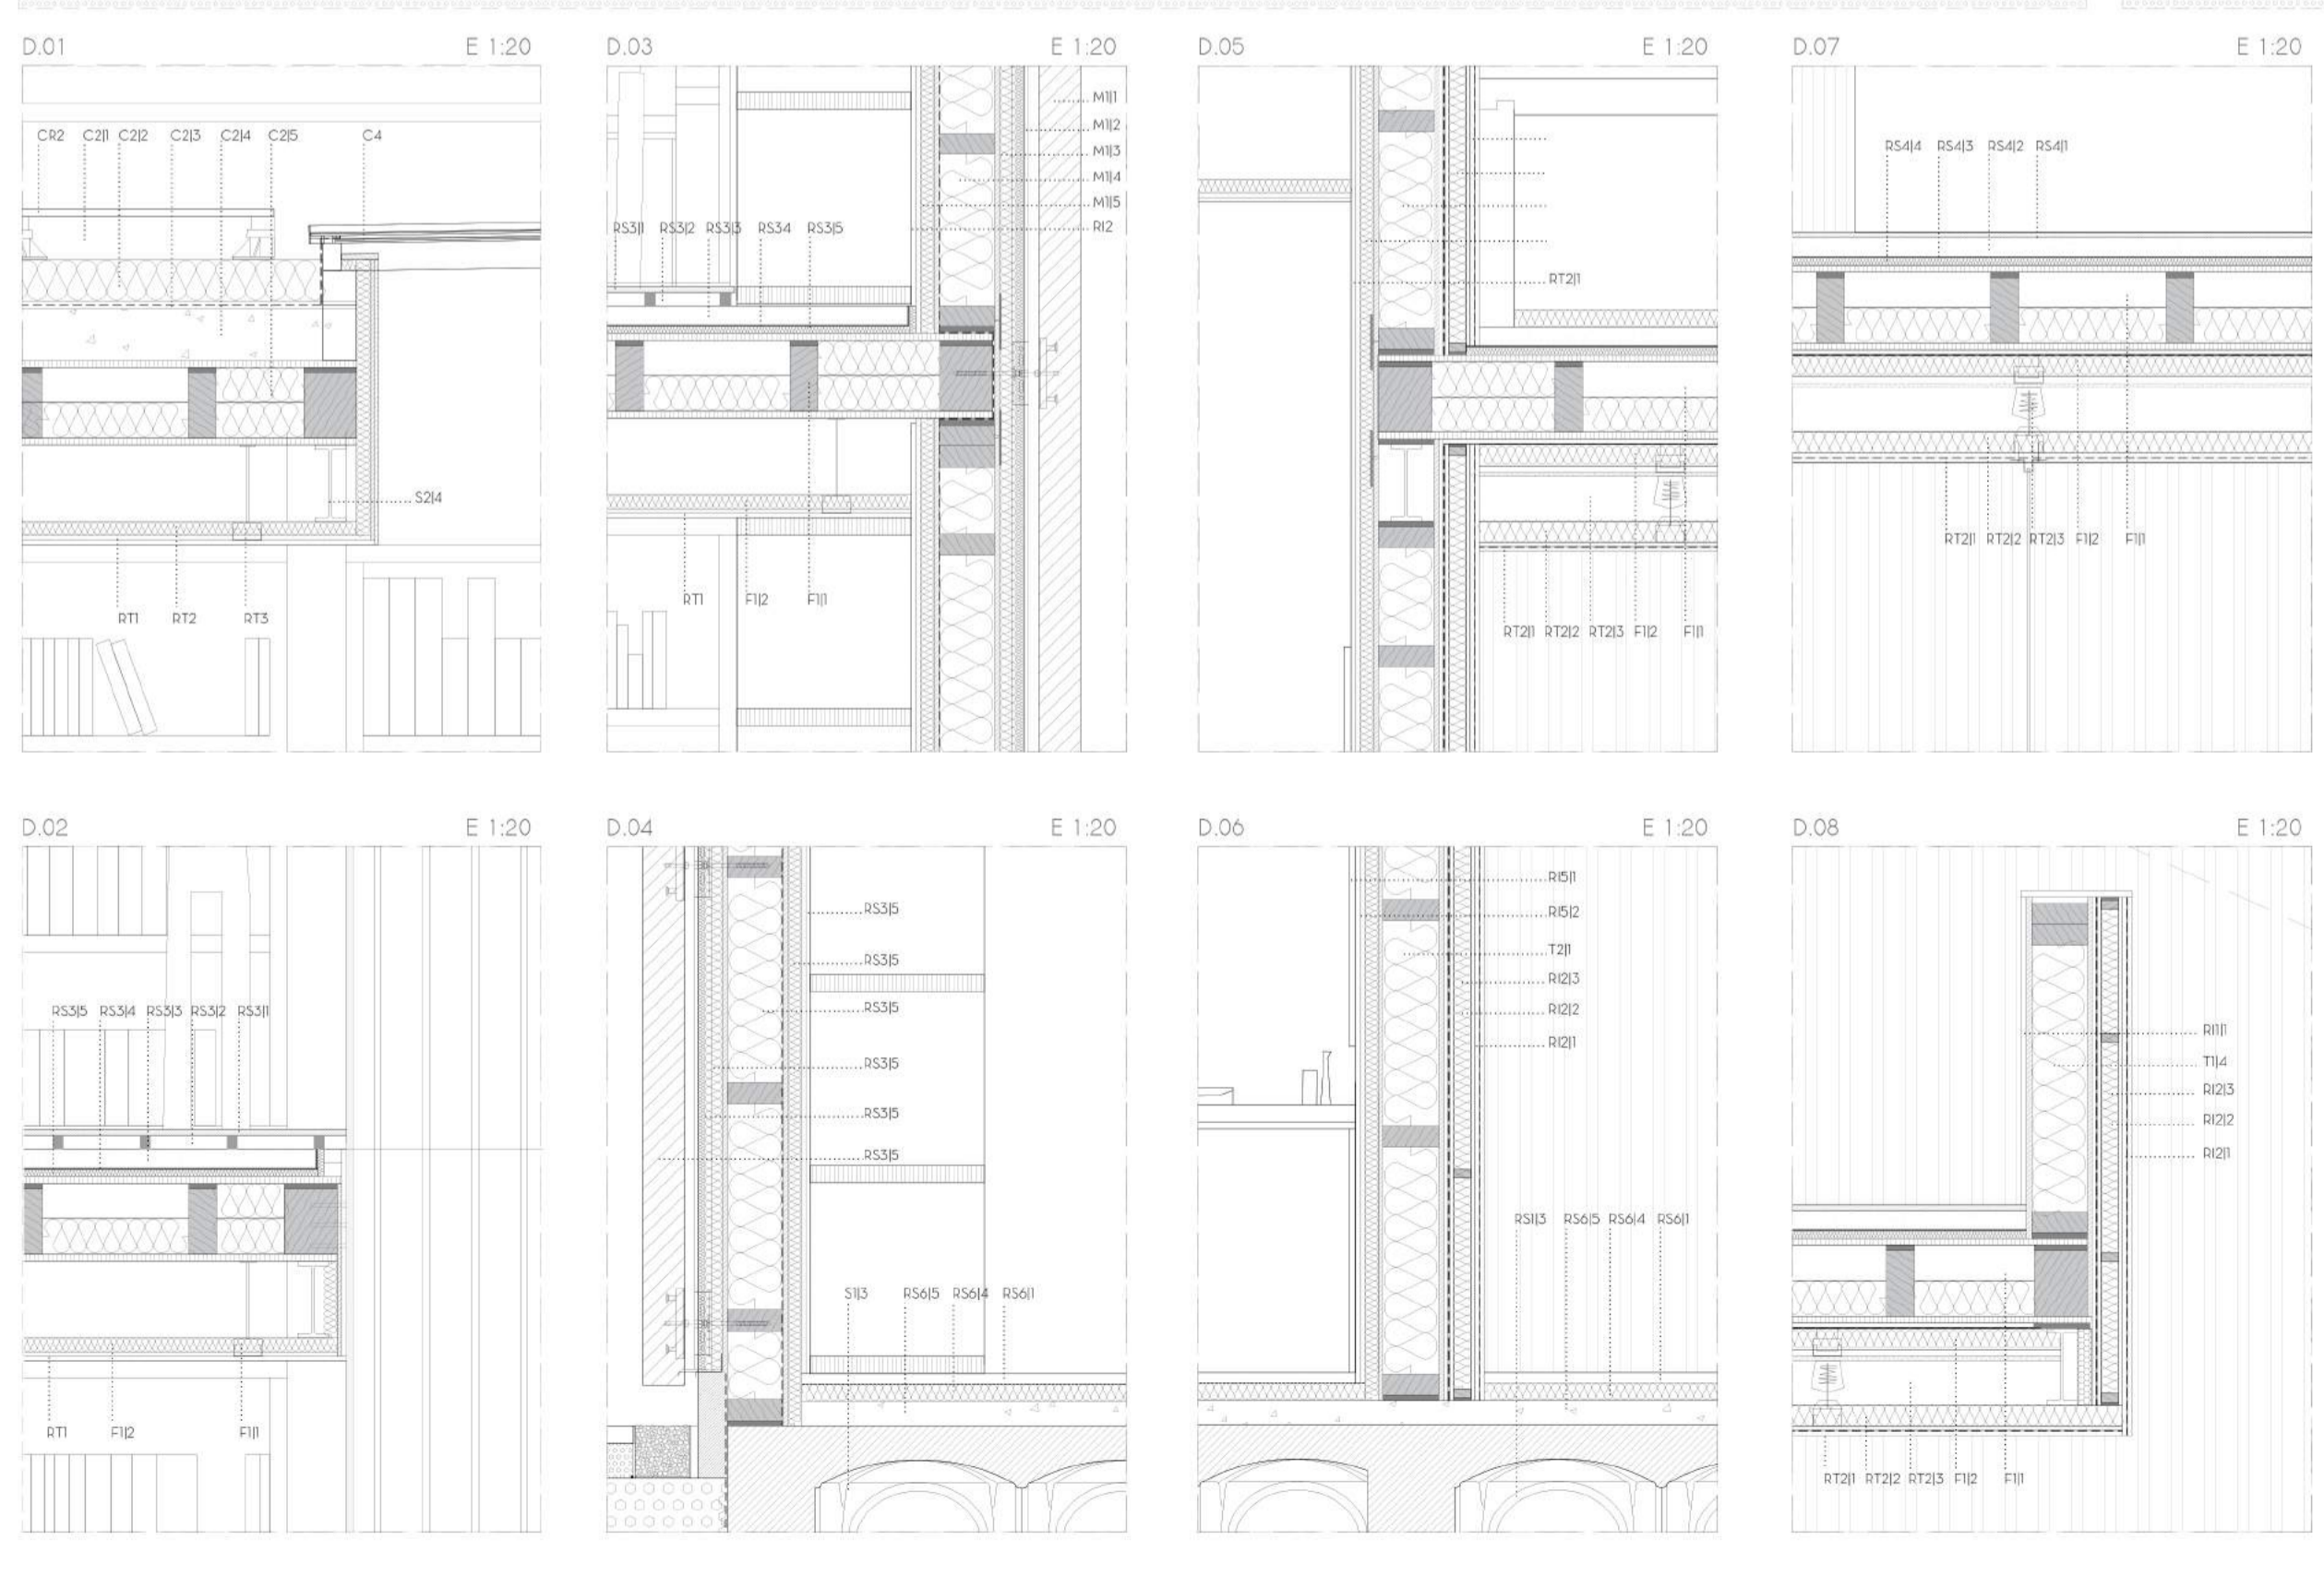 D.01 E 1:20
CR2 C2|1 C2|2 C2|3 C2|4 C2|5 C4
S2|4
RT1 RT2 RT3
D.03 E 1:20
M1|1
M1|2
M1|3
M1|4
M1|5
RI2
RS3|1 RS3|2 RS3|3 RS34 RS3|5
RT1 F1|2 F1|1
D.05 E 1:20
RT2|1
RT2|1 RT2|2 RT2|3 F1|2 F1|1
D.07 E 1:20
RS4|4 RS4|3 RS4|2 RS4|1
RT2|1 RT2|2 RT2|3 F1|2 F1|1
D.02 E 1:20
RS3|5 RS3|4 RS3|3 RS3|2 RS3|1
RT1 F1|2 F1|1
D.04 E 1:20
RS3|5
RS3|5
RS3|5
RS3|5
RS3|5
RS3|5
S1|3 RS6|5 RS6|4 RS6|1
D.06 E 1:20
RI5|1
RI5|2
T2|1
RI2|3
RI2|2
RI2|1
RS1|3 RS6|5 RS6|4 RS6|1
D.08 E 1:20
RI1|1
T1|4
RI2|3
RI2|2
RI2|1
RT2|1 RT2|2 RT2|3 F1|2 F1|1